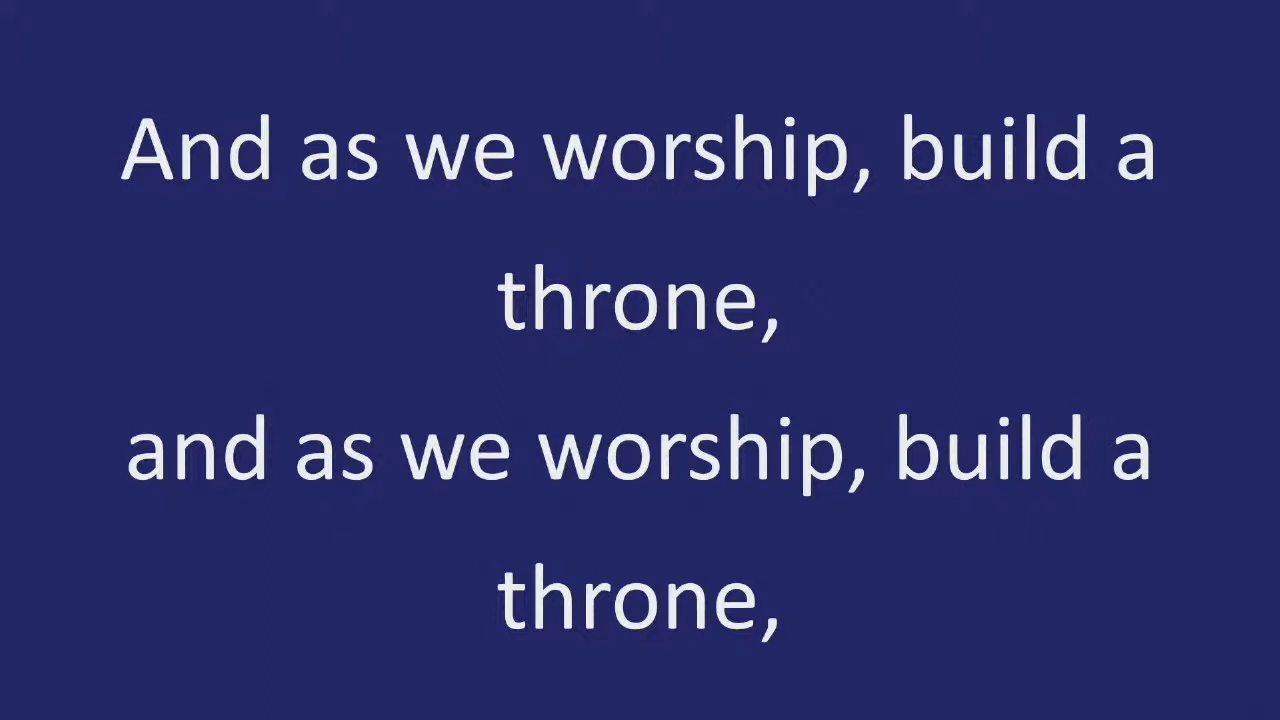 And as we worship, build a
throne,
and as we worship, build a
throne,